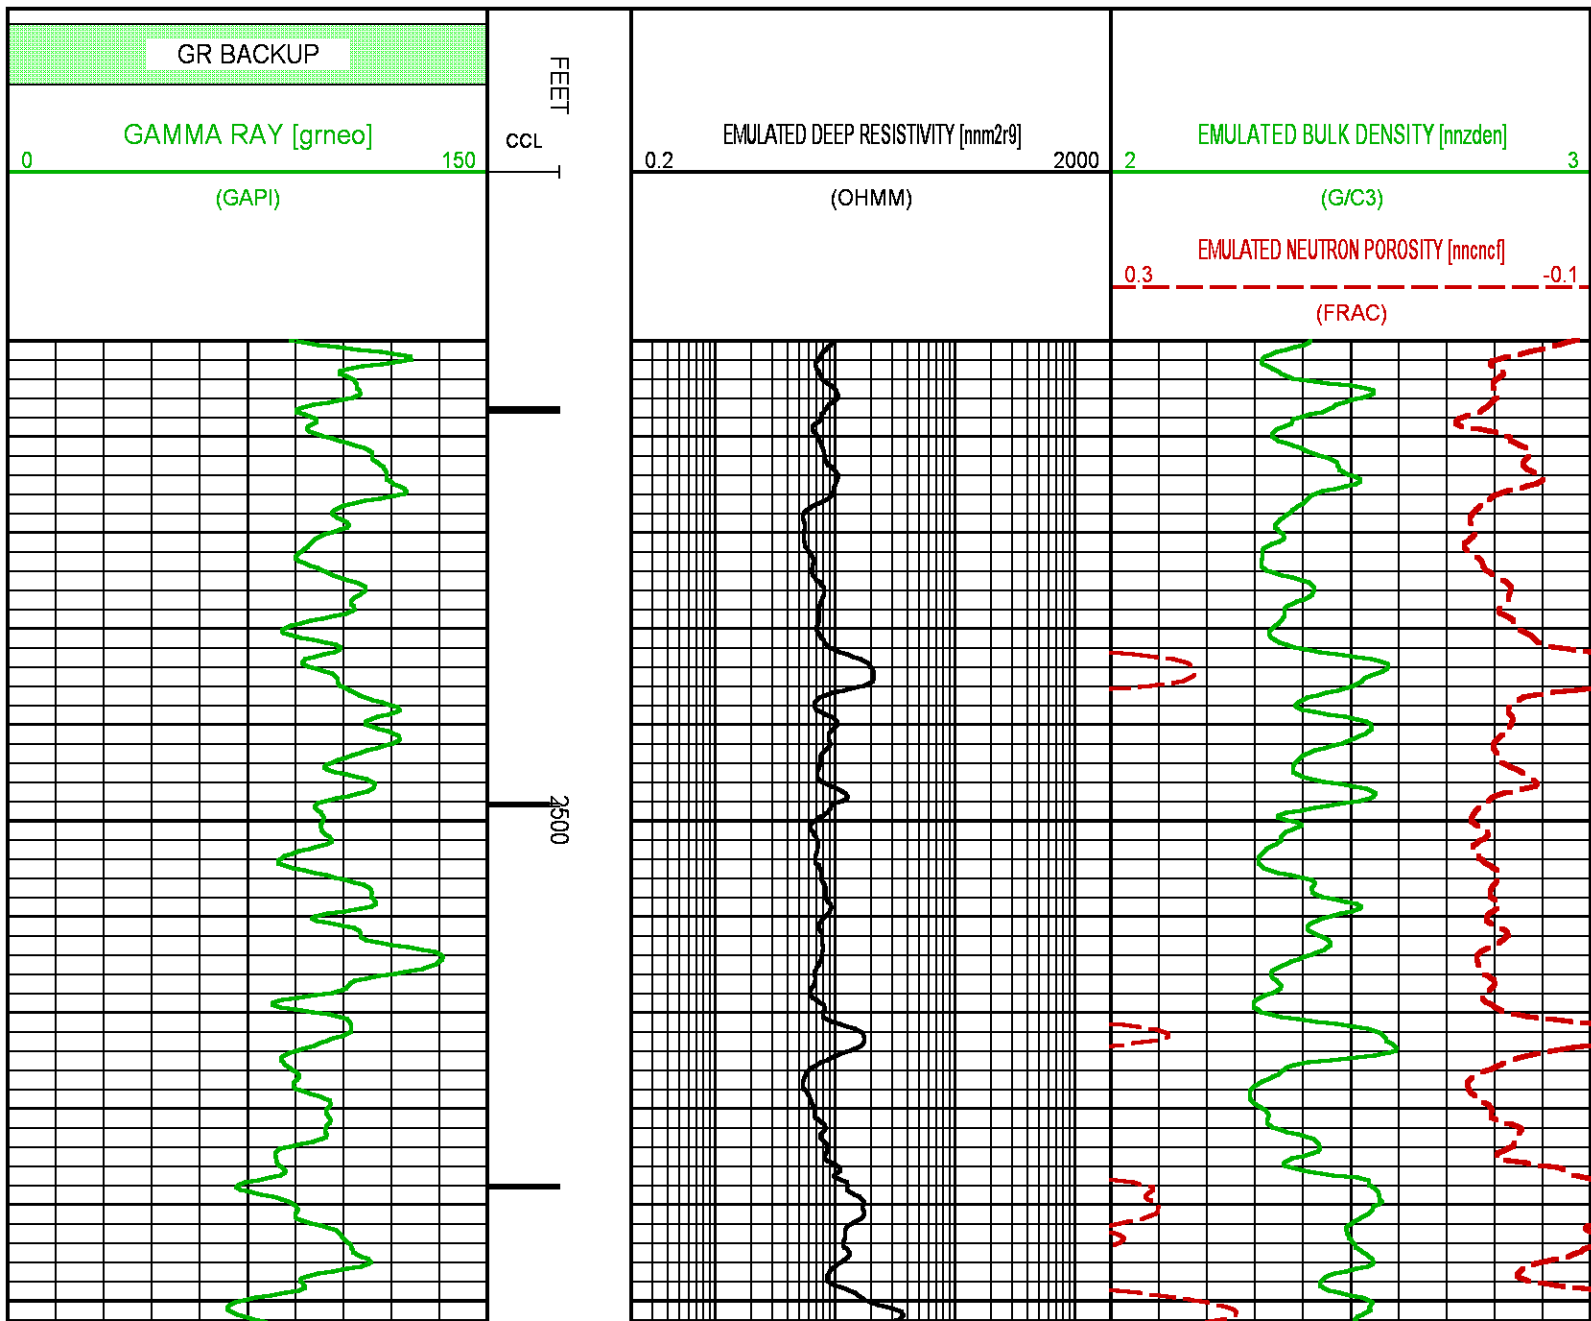 GR BACKUP
GAMMA RAY [grneo]
0 150
(GAPI)
FEET
CCL
EMULATED DEEP RESISTIVITY [nnm2r9]
0.2 2000
(OHMM)
EMULATED BULK DENSITY [nnzden]
2 3
(G/C3)
EMULATED NEUTRON POROSITY [nncncf]
0.3 -0.1
(FRAC)
2500